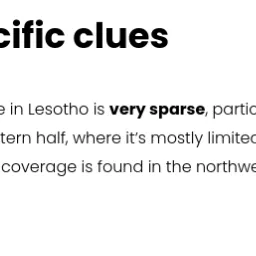 cific clues
e in Lesotho is very sparse, partic
tern half, where it’s mostly limited
coverage is found in the northwe